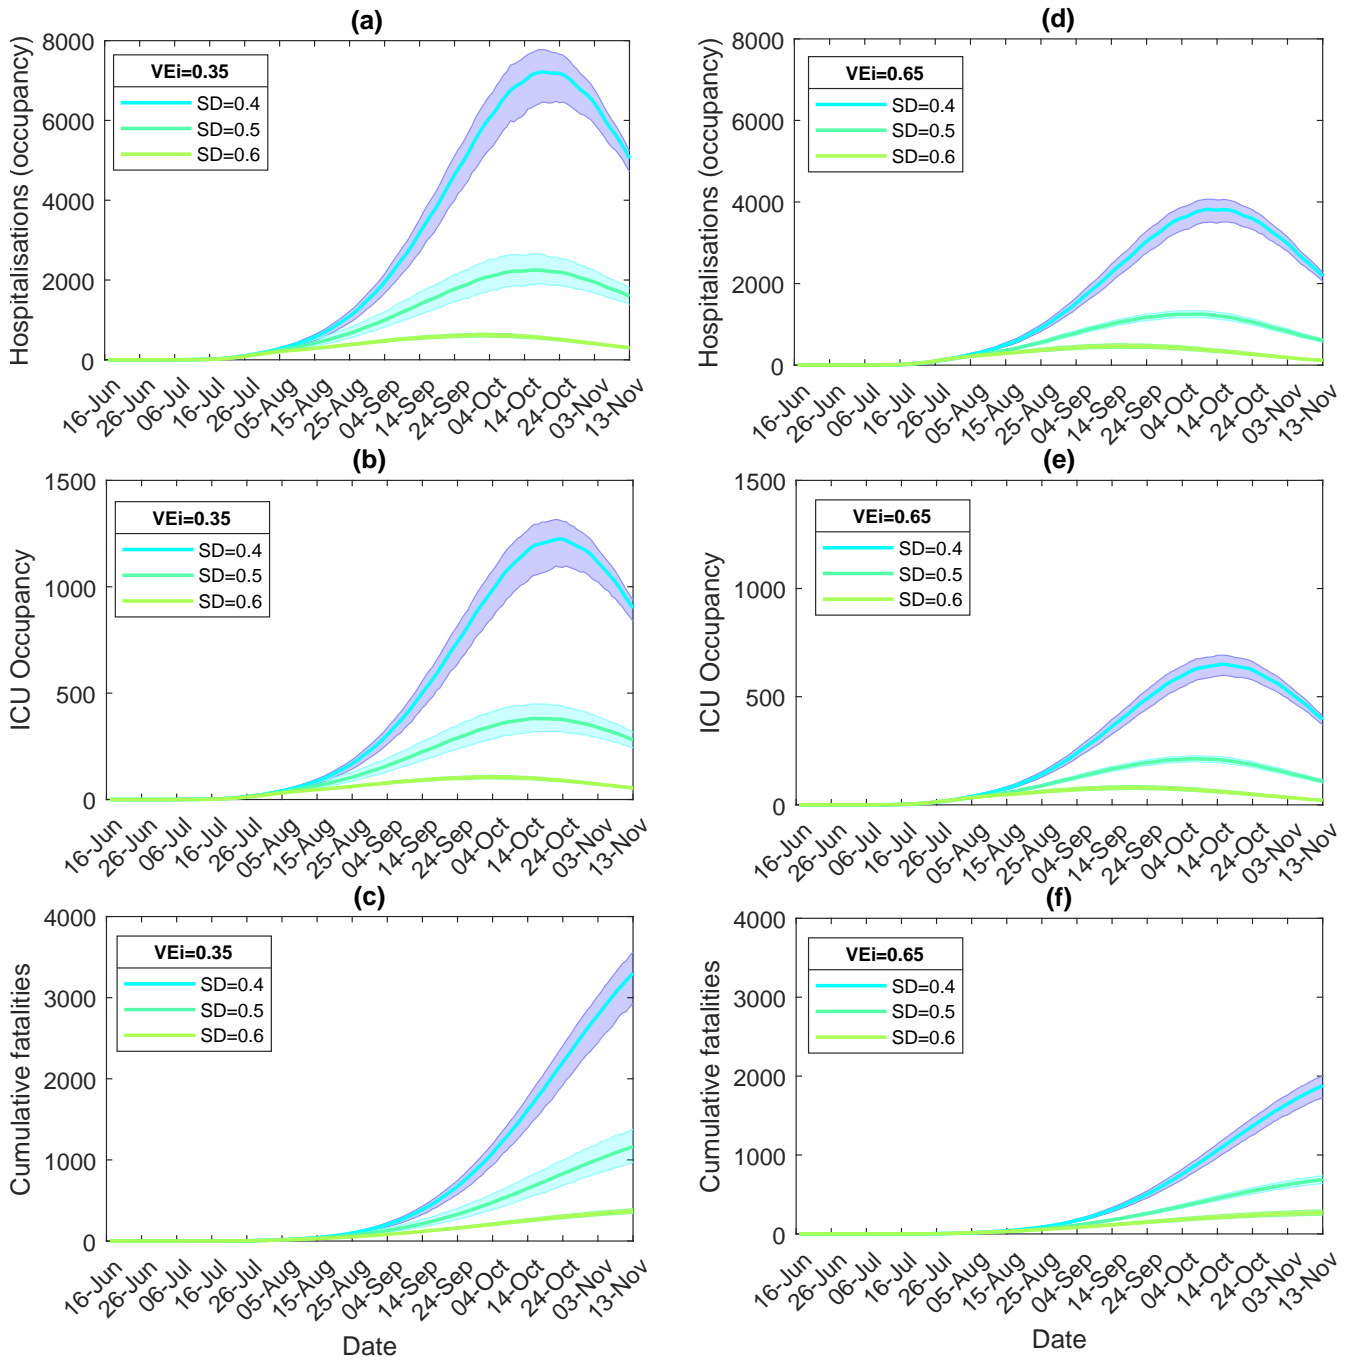 (a)
Hospitalisations (occupancy)
8000
6000
4000
2000
0
VEi=0.35
SD=0.4
SD=0.5
SD=0.6
16-Jun
26-Jun
06-Jul
16-Jul
26-Jul
05-Aug
15-Aug
25-Aug
04-Sep
14-Sep
24-Sep
04-Oct
14-Oct
24-Oct
03-Nov
13-Nov
(d)
Hospitalisations (occupancy)
8000
6000
4000
2000
0
VEi=0.65
SD=0.4
SD=0.5
SD=0.6
16-Jun
26-Jun
06-Jul
16-Jul
26-Jul
05-Aug
15-Aug
25-Aug
04-Sep
14-Sep
24-Sep
04-Oct
14-Oct
24-Oct
03-Nov
13-Nov
(b)
ICU Occupancy
1500
1000
500
0
VEi=0.35
SD=0.4
SD=0.5
SD=0.6
16-Jun
26-Jun
06-Jul
16-Jul
26-Jul
05-Aug
15-Aug
25-Aug
04-Sep
14-Sep
24-Sep
04-Oct
14-Oct
24-Oct
03-Nov
13-Nov
(e)
ICU Occupancy
1500
1000
500
0
VEi=0.65
SD=0.4
SD=0.5
SD=0.6
16-Jun
26-Jun
06-Jul
16-Jul
26-Jul
05-Aug
15-Aug
25-Aug
04-Sep
14-Sep
24-Sep
04-Oct
14-Oct
24-Oct
03-Nov
13-Nov
(c)
Cumulative fatalities
4000
3000
2000
1000
0
VEi=0.35
SD=0.4
SD=0.5
SD=0.6
16-Jun
26-Jun
06-Jul
16-Jul
26-Jul
05-Aug
15-Aug
25-Aug
04-Sep
14-Sep
24-Sep
04-Oct
14-Oct
24-Oct
03-Nov
13-Nov
Date
(f)
Cumulative fatalities
4000
3000
2000
1000
0
VEi=0.65
SD=0.4
SD=0.5
SD=0.6
16-Jun
26-Jun
06-Jul
16-Jul
26-Jul
05-Aug
15-Aug
25-Aug
04-Sep
14-Sep
24-Sep
04-Oct
14-Oct
24-Oct
03-Nov
13-Nov
Date